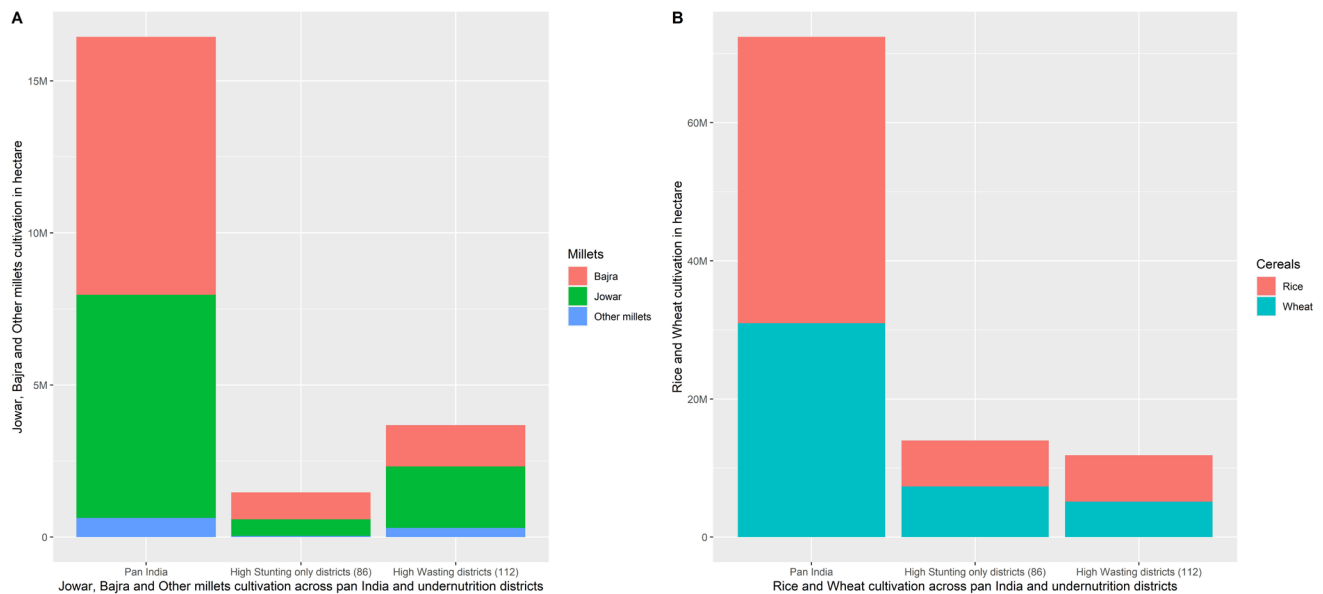 A
Jowar, Bajra and Other millets cultivation in hectare
15M
10M
5M
0
Pan India
High Stunting only districts (86)
High Wasting districts (112)
Jowar, Bajra and Other millets cultivation across pan India and undernutrition districts
Millets
Bajra
Jowar
Other millets
B
Rice and Wheat cultivation in hectare
60M
40M
20M
0
Pan India
High Stunting only districts (86)
High Wasting districts (112)
Rice and Wheat cultivation across pan India and undernutrition disticts
Cereals
Rice
Wheat